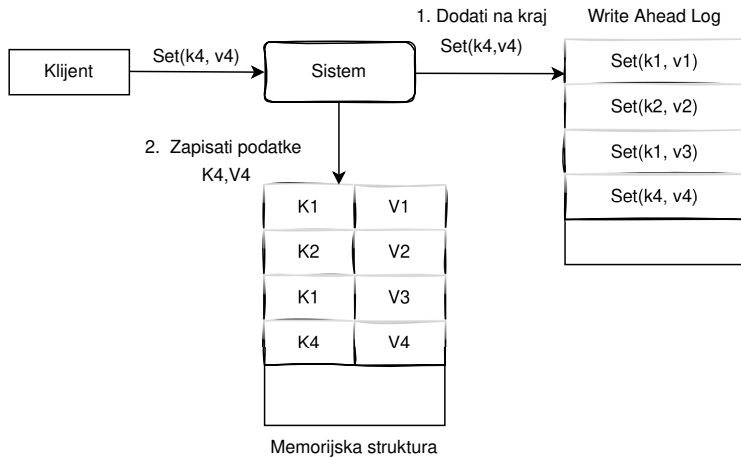 1. Dodati na kraj
Set(k4,v4)
Write Ahead Log
Klijent
Set(k4, v4)
Sistem
Set(k1, v1)
Set(k2, v2)
Set(k1, v3)
Set(k4, v4)
2. Zapisati podatke
K4,V4
K1 V1
K2 V2
K1 V3
K4 V4
Memorijska struktura